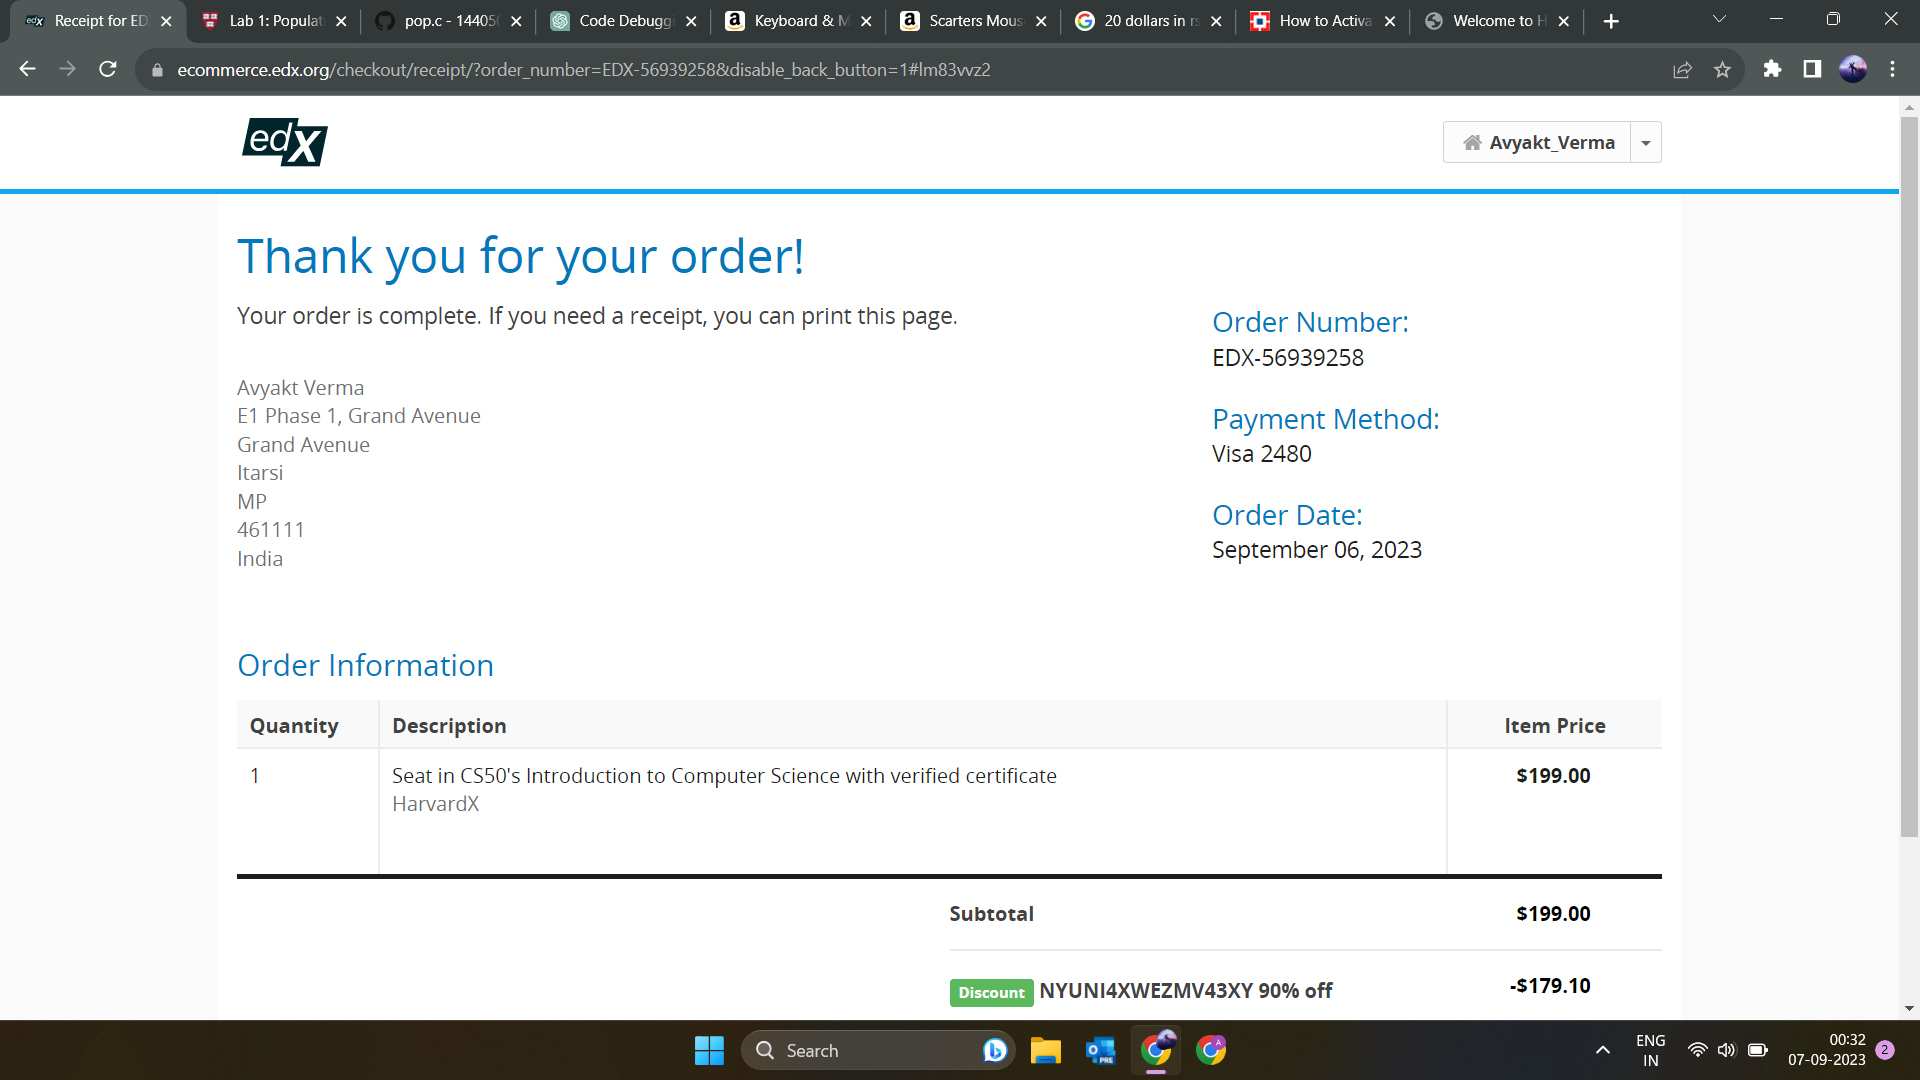 Receipt for ED
Lab 1: Populat
pop.c - 14405
Code Debuggi
Keyboard & M
Scarters Mous
20 dollars in rs
How to Activa
Welcome to H
ecommerce.edx.org/checkout/receipt/?order_number=EDX-56939258&disable_back_button=1#lm83vvz2
edX
Avyakt_Verma
Thank you for your order!
Your order is complete. If you need a receipt, you can print this page.
Avyakt Verma
E1 Phase 1, Grand Avenue
Grand Avenue
Itarsi
MP
461111
India
Order Number:
EDX-56939258
Payment Method:
Visa 2480
Order Date:
September 06, 2023
Order Information
Quantity Description Item Price
1 Seat in CS50's Introduction to Computer Science with verified certificate $199.00
HarvardX
Subtotal $199.00
Discount NYUNI4XWEZMV43XY 90% off -$179.10
Search
ENG
IN
00:32
07-09-2023
2